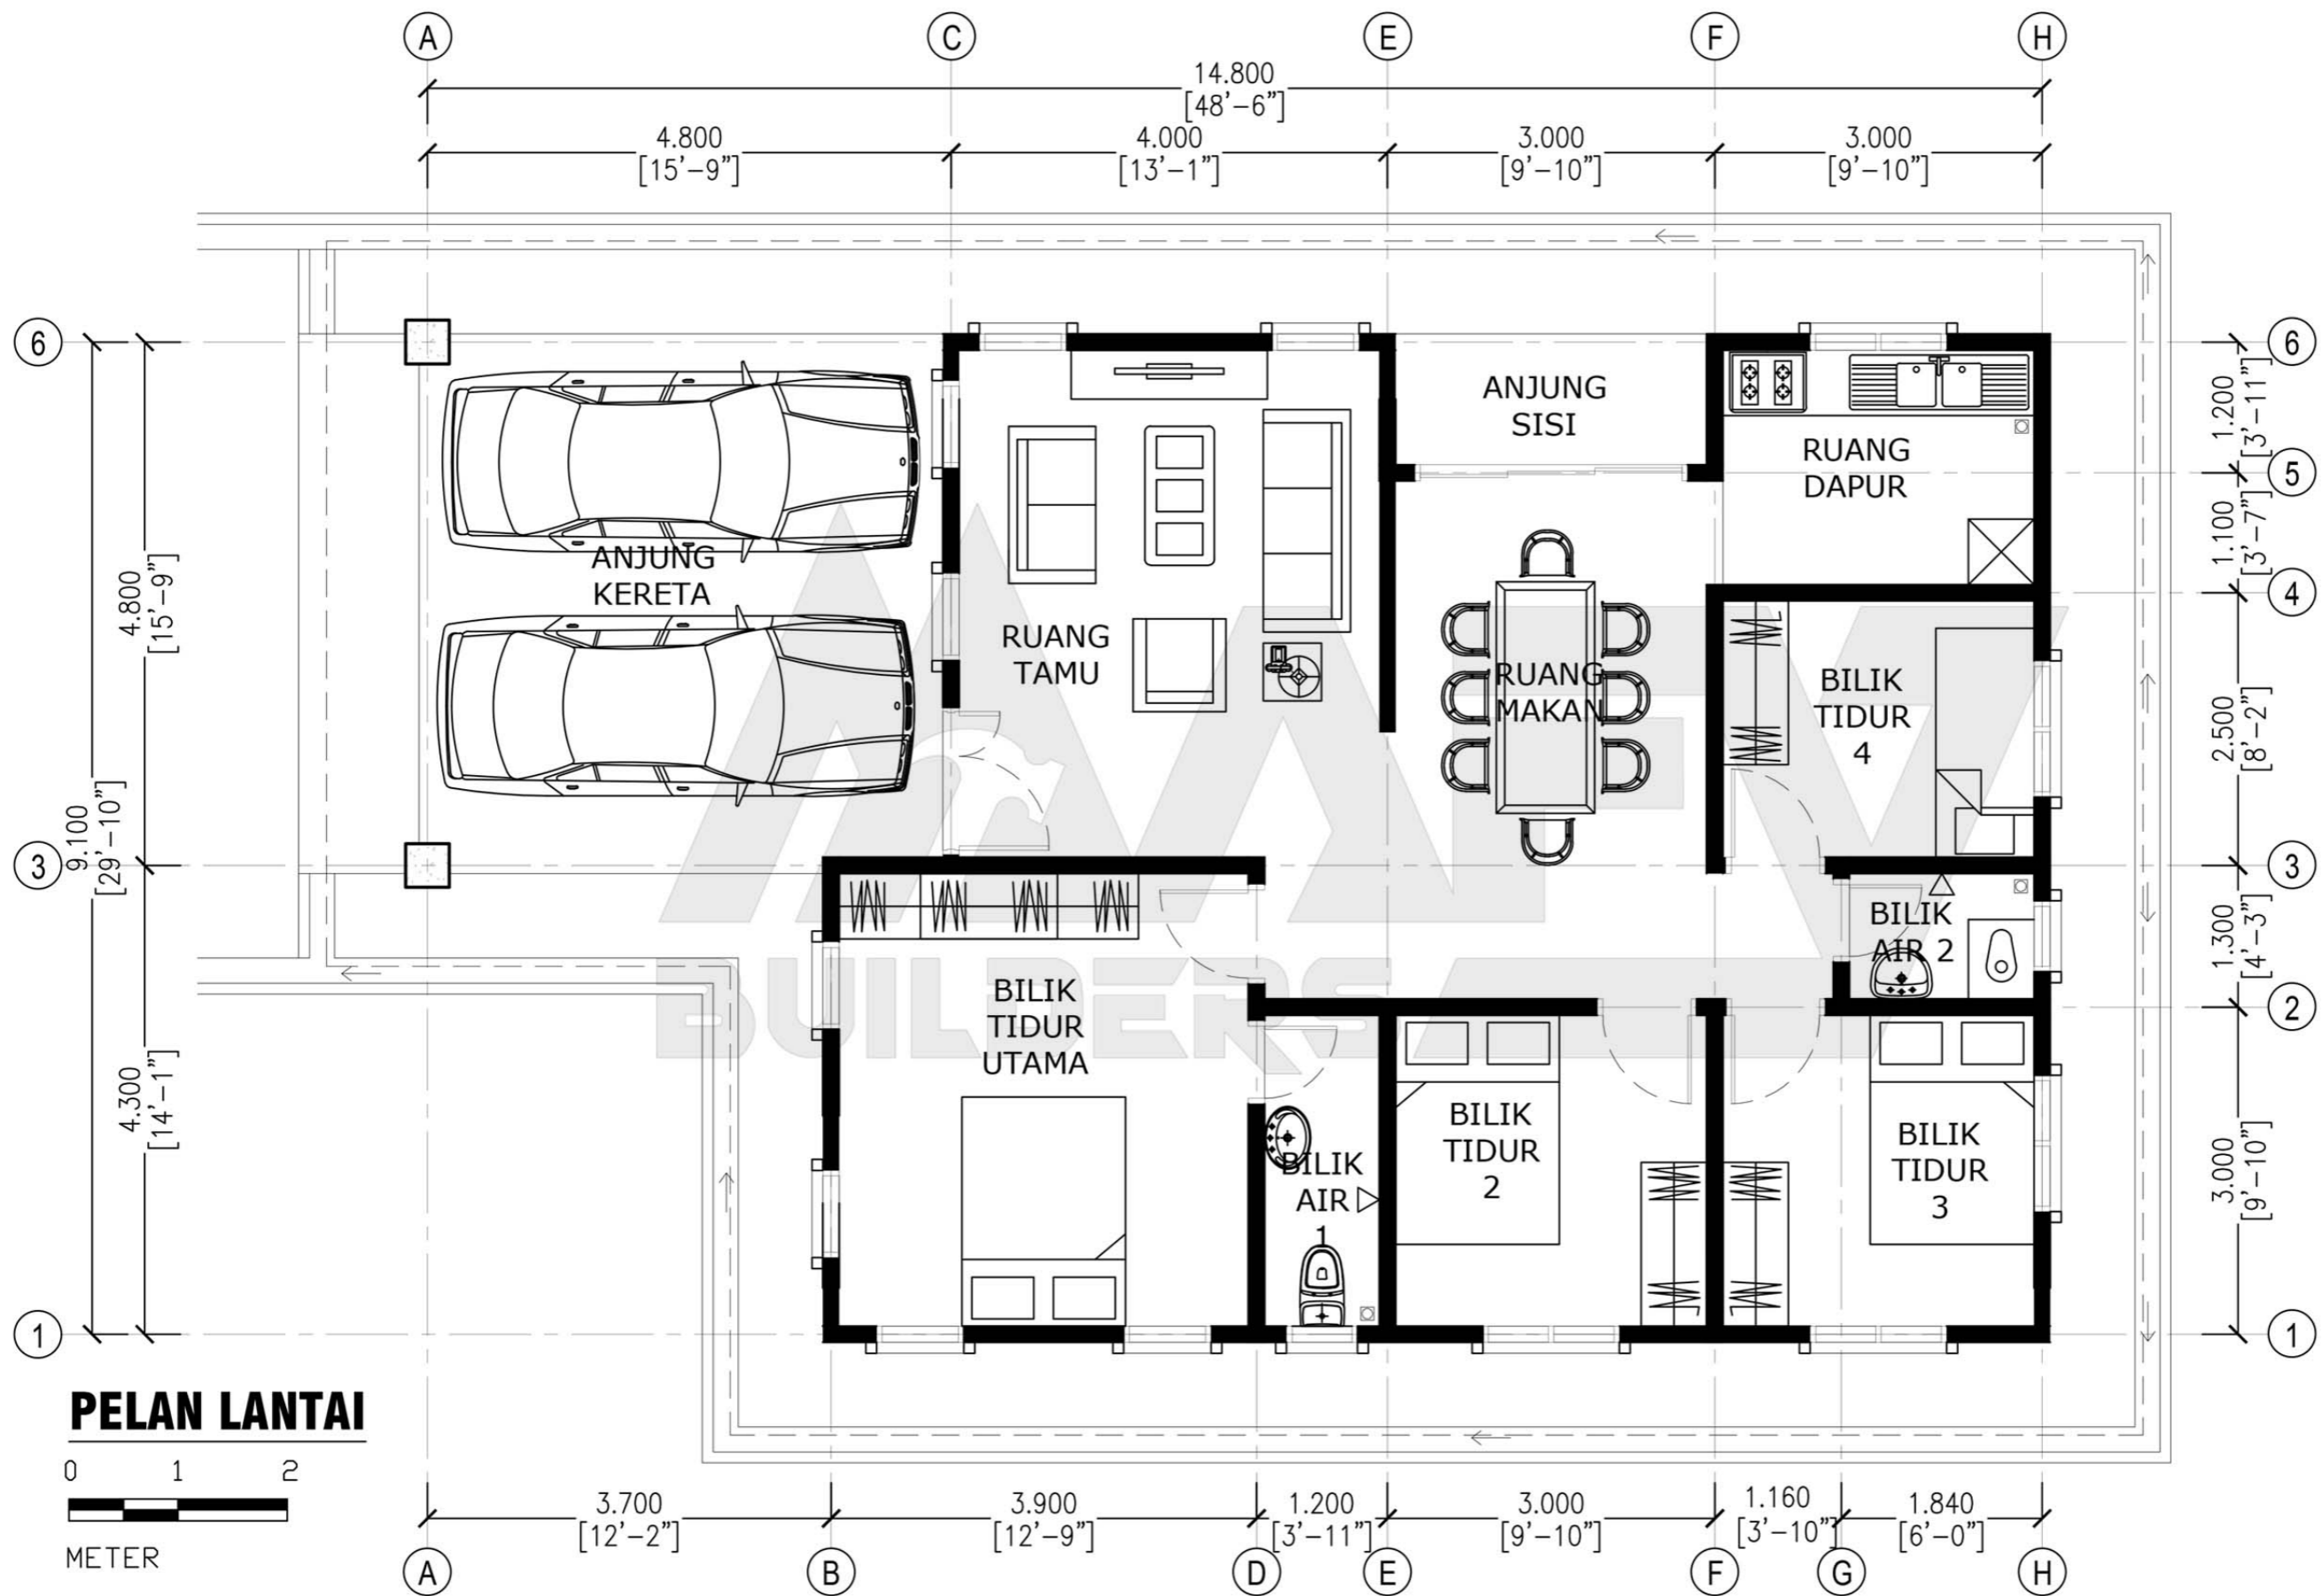 A
C
E
F
H
14.800
[48'-6"]
4.800
[15'-9"]
4.000
[13'-1"]
3.000
[9'-10"]
3.000
[9'-10"]
6
6
ANJUNG
SISI
1.200
[3'-11"]
RUANG
DAPUR
5
1.100
[3'-7"]
ANJUNG
KERETA
4.800
[15'-9"]
4
RUANG
TAMU
RUANG
MAKAN
BILIK
TIDUR
4
2.500
[8'-2"]
9.100
[29'-10"]
3
3
BILIK
AIR 2
1.300
[4'-3"]
BUILDERS
2
BILIK
TIDUR
UTAMA
4.300
[14'-1"]
BILIK
AIR
1
BILIK
TIDUR
2
BILIK
TIDUR
3
3.000
[9'-10"]
1
1
PELAN LANTAI
0 1 2
METER
3.700
[12'-2"]
3.900
[12'-9"]
1.200
[3'-11"]
3.000
[9'-10"]
1.160
[3'-10"]
1.840
[6'-0"]
A
B
D
E
F
G
H